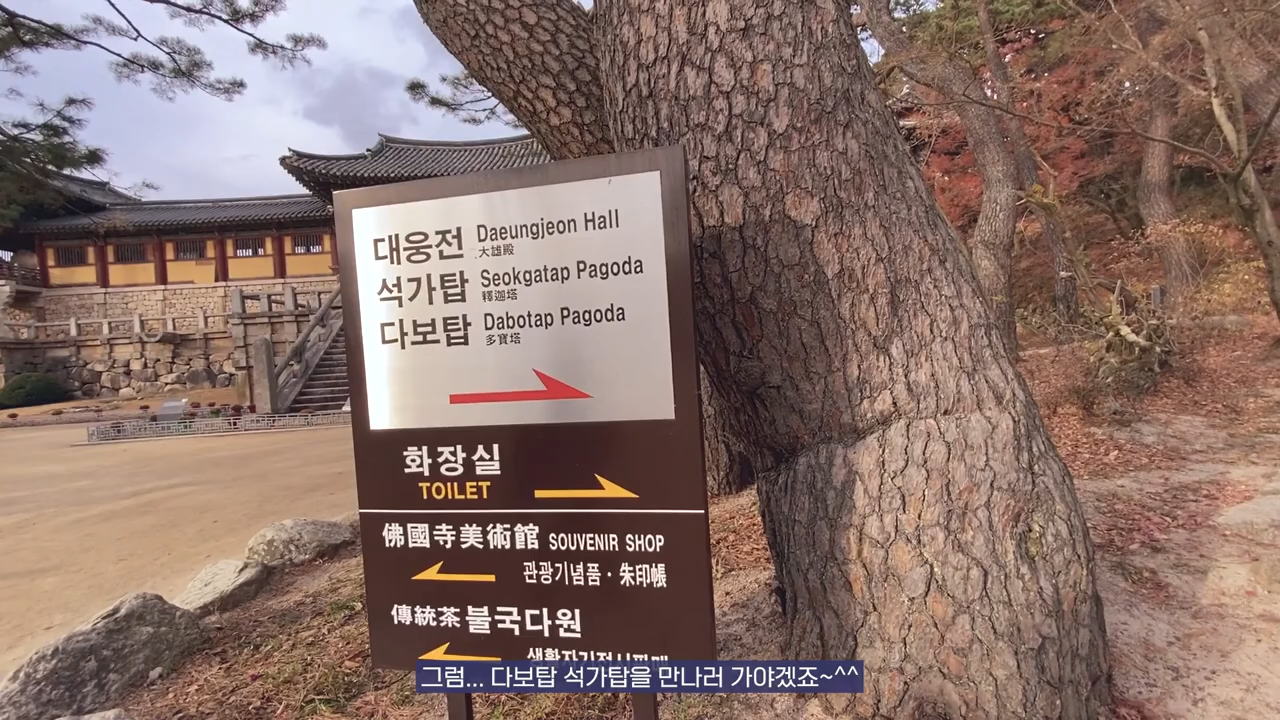 대웅전 Daeungjeon Hall
大雄殿
석가탑 Seokgatap Pagoda
釋迦塔
다보탑 Dabotap Pagoda
多寶塔
화장실
TOILET
佛國寺美術館 SOUVENIR SHOP
관광기념품·朱印帳
傳統茶 불국다원
그럼... 다보탑 석가탑을 만나러 가야겠죠~^^